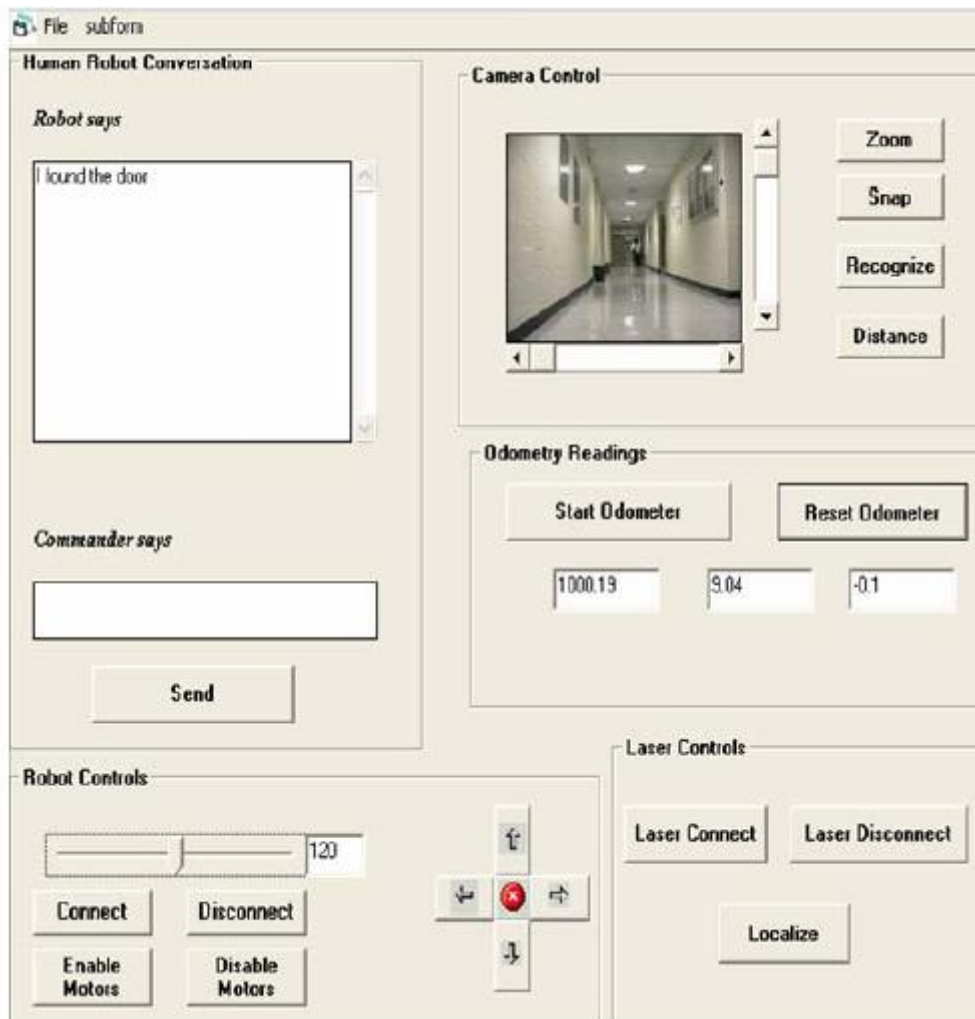 File subform
Human Robot Conversation
Robot says
I found the door
Commander says
Send
Camera Control
Zoom
Snap
Recognize
Distance
Odometry Readings
Start Odometer
Reset Odometer
1000.19
9.04
-0.1
Robot Controls
120
Connect
Disconnect
Enable
Motors
Disable
Motors
Laser Controls
Laser Connect
Laser Disconnect
Localize